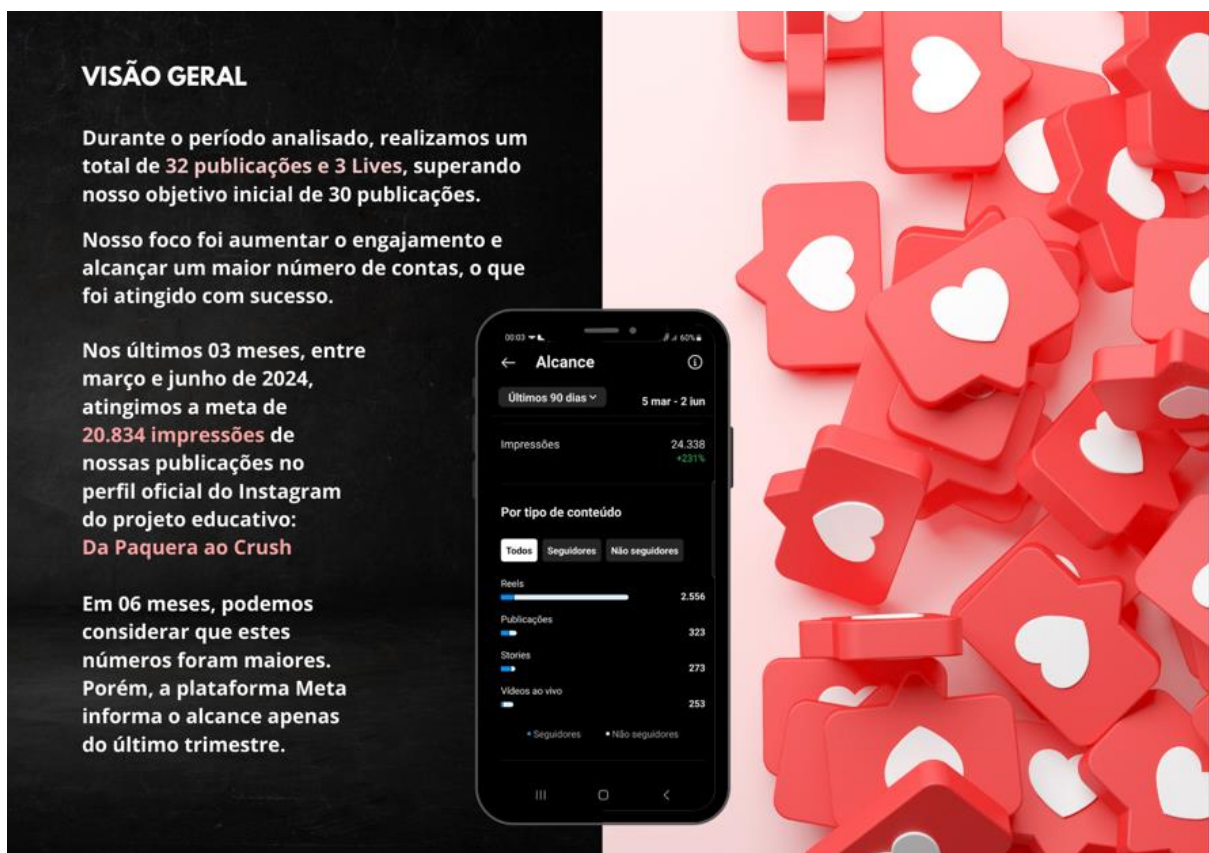 VISÃO GERAL
Durante o período analisado, realizamos um
total de 32 publicações e 3 Lives, superando
nosso objetivo inicial de 30 publicações.
Nosso foco foi aumentar o engajamento e
alcançar um maior número de contas, o que
foi atingido com sucesso.
Nos últimos 03 meses, entre
março e junho de 2024,
atingimos a meta de
20.834 impressões de
nossas publicações no
perfil oficial do Instagram
do projeto educativo:
Da Paquera ao Crush
Em 06 meses, podemos
considerar que estes
números foram maiores.
Porém, a plataforma Meta
informa o alcance apenas
do último trimestre.
00:03 60%
Alcance
Últimos 90 dias 5 mar - 2 jun
Impressões 24.338
+231%
Por tipo de conteúdo
Todos Seguidores Não seguidores
Reels
2.556
Publicações
323
Stories
273
Vídeos ao vivo
253
Seguidores Não seguidores